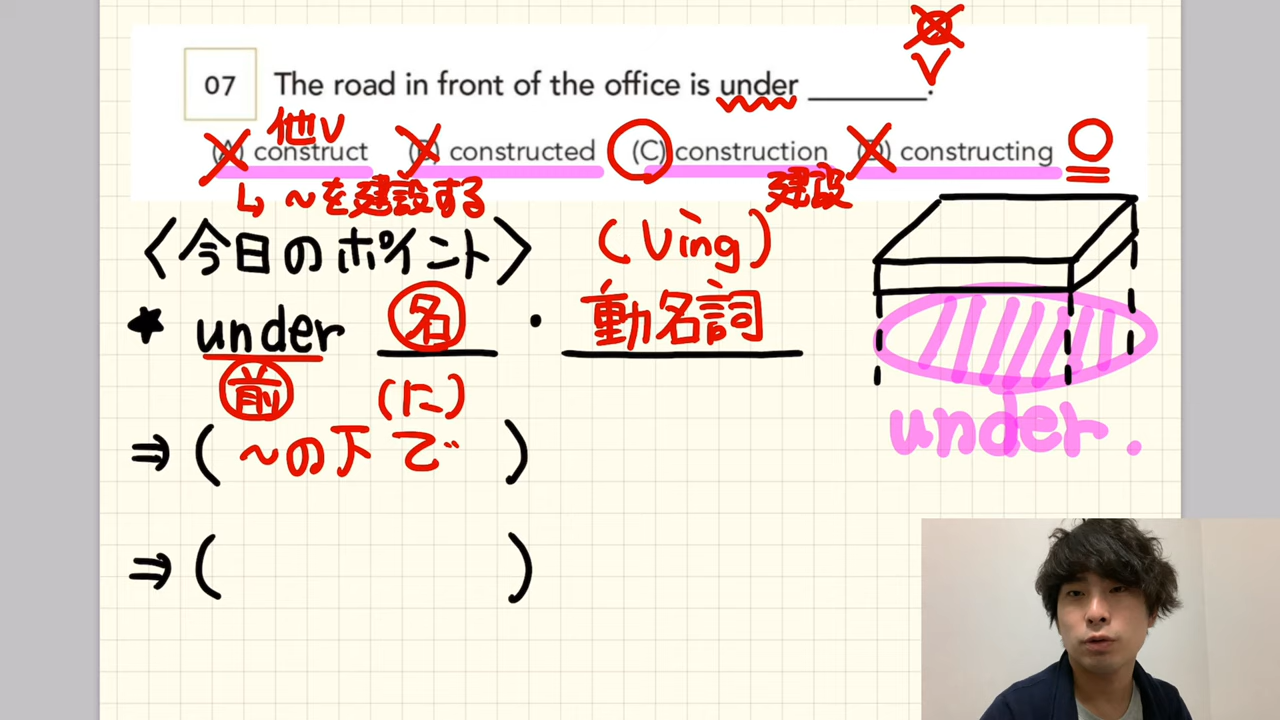 07 The road in front of the office is under ________.
V
他V
(A) construct (B) constructed (C) construction (D) constructing
↳ ~を建設する 建設
〈今日のポイント〉 (Ving)
★ under 名 ・ 動名詞
前 (に)
⇒ ( ~の下で )
under.
⇒ ( )